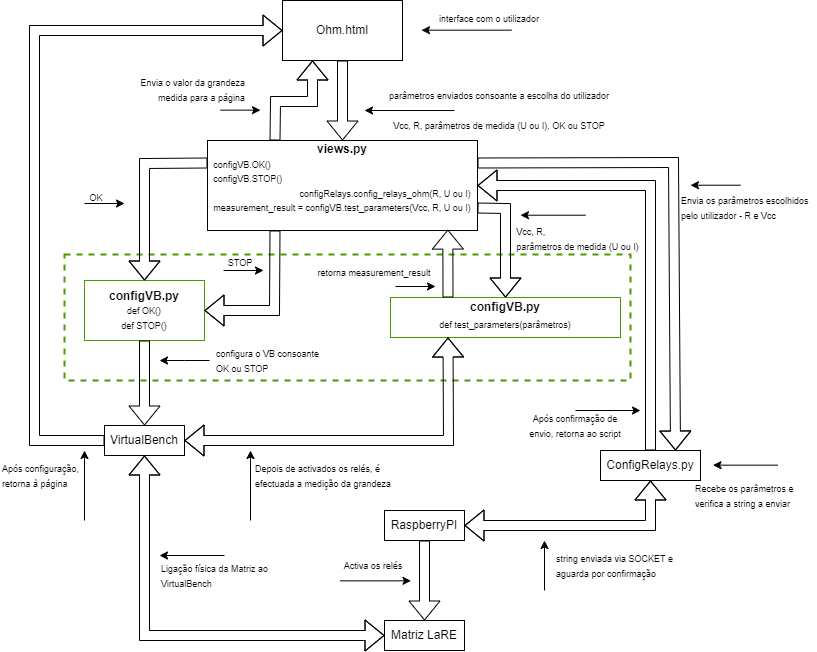 Ohm.html
interface com o utilizador
Envia o valor da grandeza
medida para a página
parâmetros enviados consoante a escolha do utilizador
Vcc, R, parâmetros de medida (U ou I), OK ou STOP
views.py
configVB.OK()
configVB.STOP()
configRelays.config_relays_ohm(R, U ou I)
measurement_result = configVB.test_parameters(Vcc, R, U ou I)
OK
Envia os parâmetros escolhidos
pelo utilizador - R e Vcc
Vcc, R,
parâmetros de medida (U ou I)
STOP
retorna measurement_result
configVB.py
def OK()
def STOP()
configVB.py
def test_parameters(parâmetros)
configura o VB consoante
OK ou STOP
Após confirmação de
envio, retorna ao script
VirtualBench
ConfigRelays.py
Após configuração,
retorna à página
Depois de activados os relés, é
efectuada a medição da grandeza
Recebe os parâmetros e
verifica a string a enviar
RaspberryPI
string enviada via SOCKET e
aguarda por confirmação
Activa os relés
Ligação física da Matriz ao
VirtualBench
Matriz LaRE